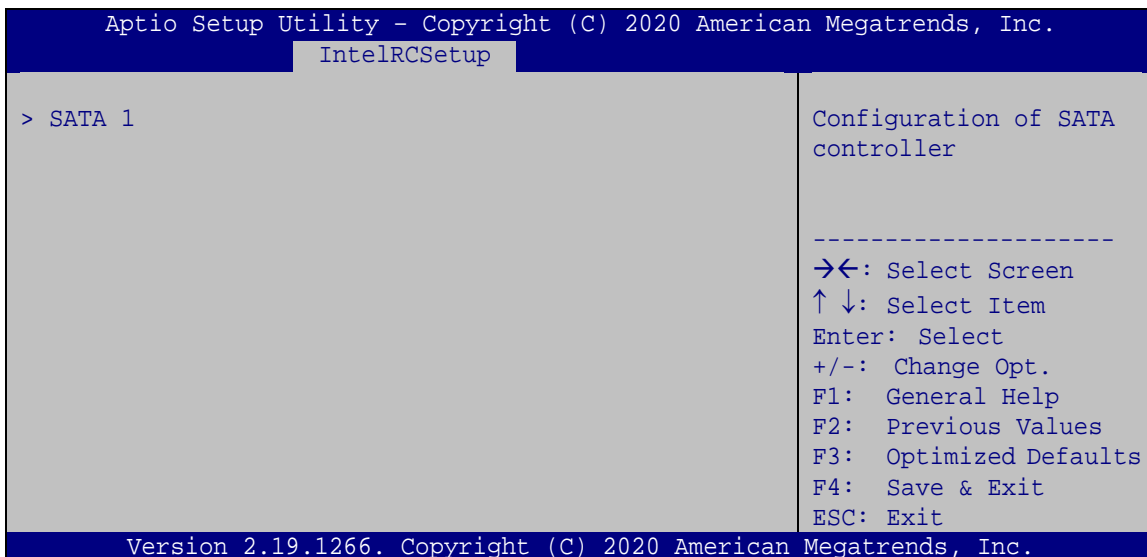 Aptio Setup Utility – Copyright (C) 2020 American Megatrends, Inc.
IntelRCSetup
> SATA 1
Configuration of SATA
controller
---------------------
→←: Select Screen
↑ ↓: Select Item
Enter: Select
+/-: Change Opt.
F1: General Help
F2: Previous Values
F3: Optimized Defaults
F4: Save & Exit
ESC: Exit
Version 2.19.1266. Copyright (C) 2020 American Megatrends, Inc.